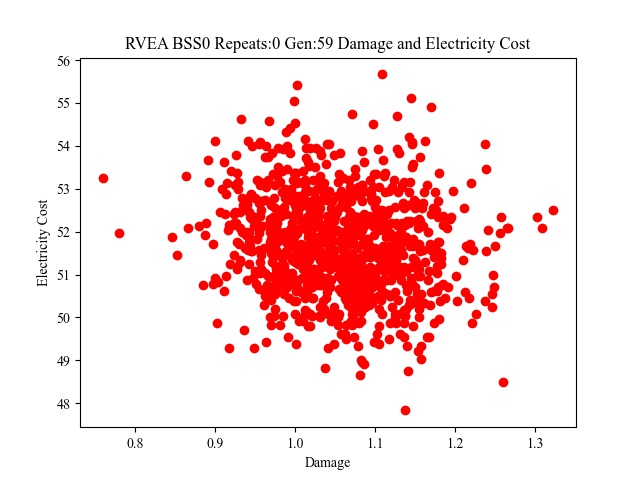 RVEA BSS0 Repeats:0 Gen:59 Damage and Electricity Cost
56
55
54
53
52
51
50
49
48
Electricity Cost
0.8 0.9 1.0 1.1 1.2 1.3
Damage